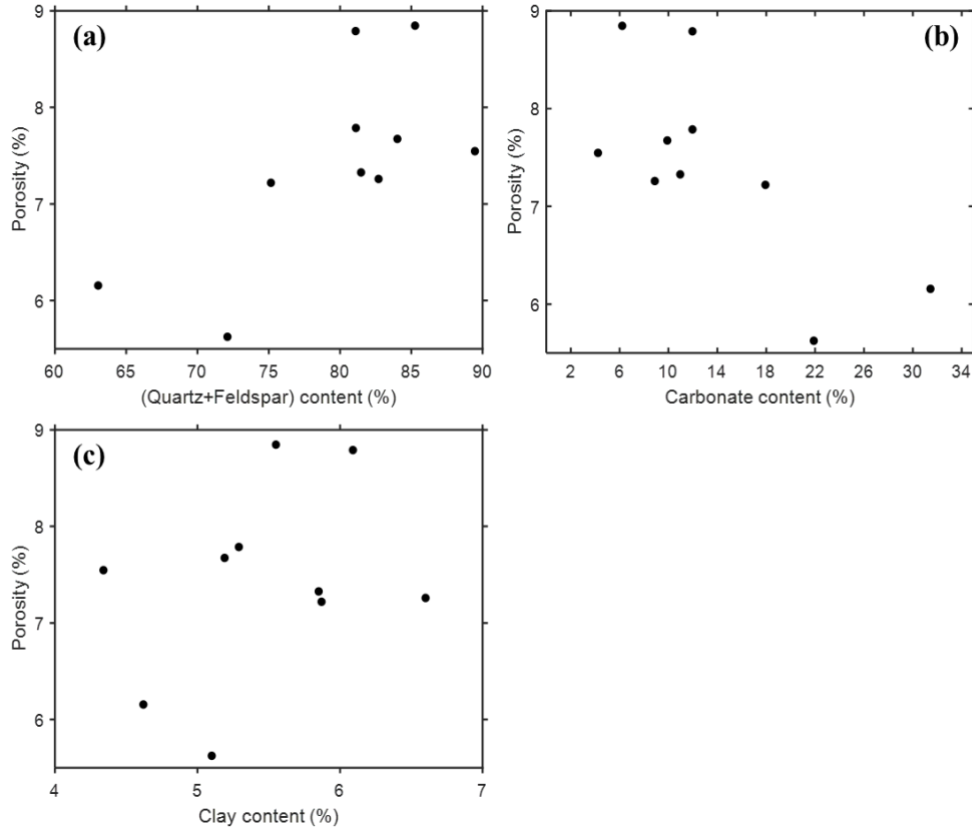 (a)
9
8
7
6
Porosity (%)
60 65 70 75 80 85 90
(Quartz+Feldspar) content (%)
(b)
9
8
7
6
Porosity (%)
2 6 10 14 18 22 26 30 34
Carbonate content (%)
(c)
9
8
7
6
Porosity (%)
4 5 6 7
Clay content (%)